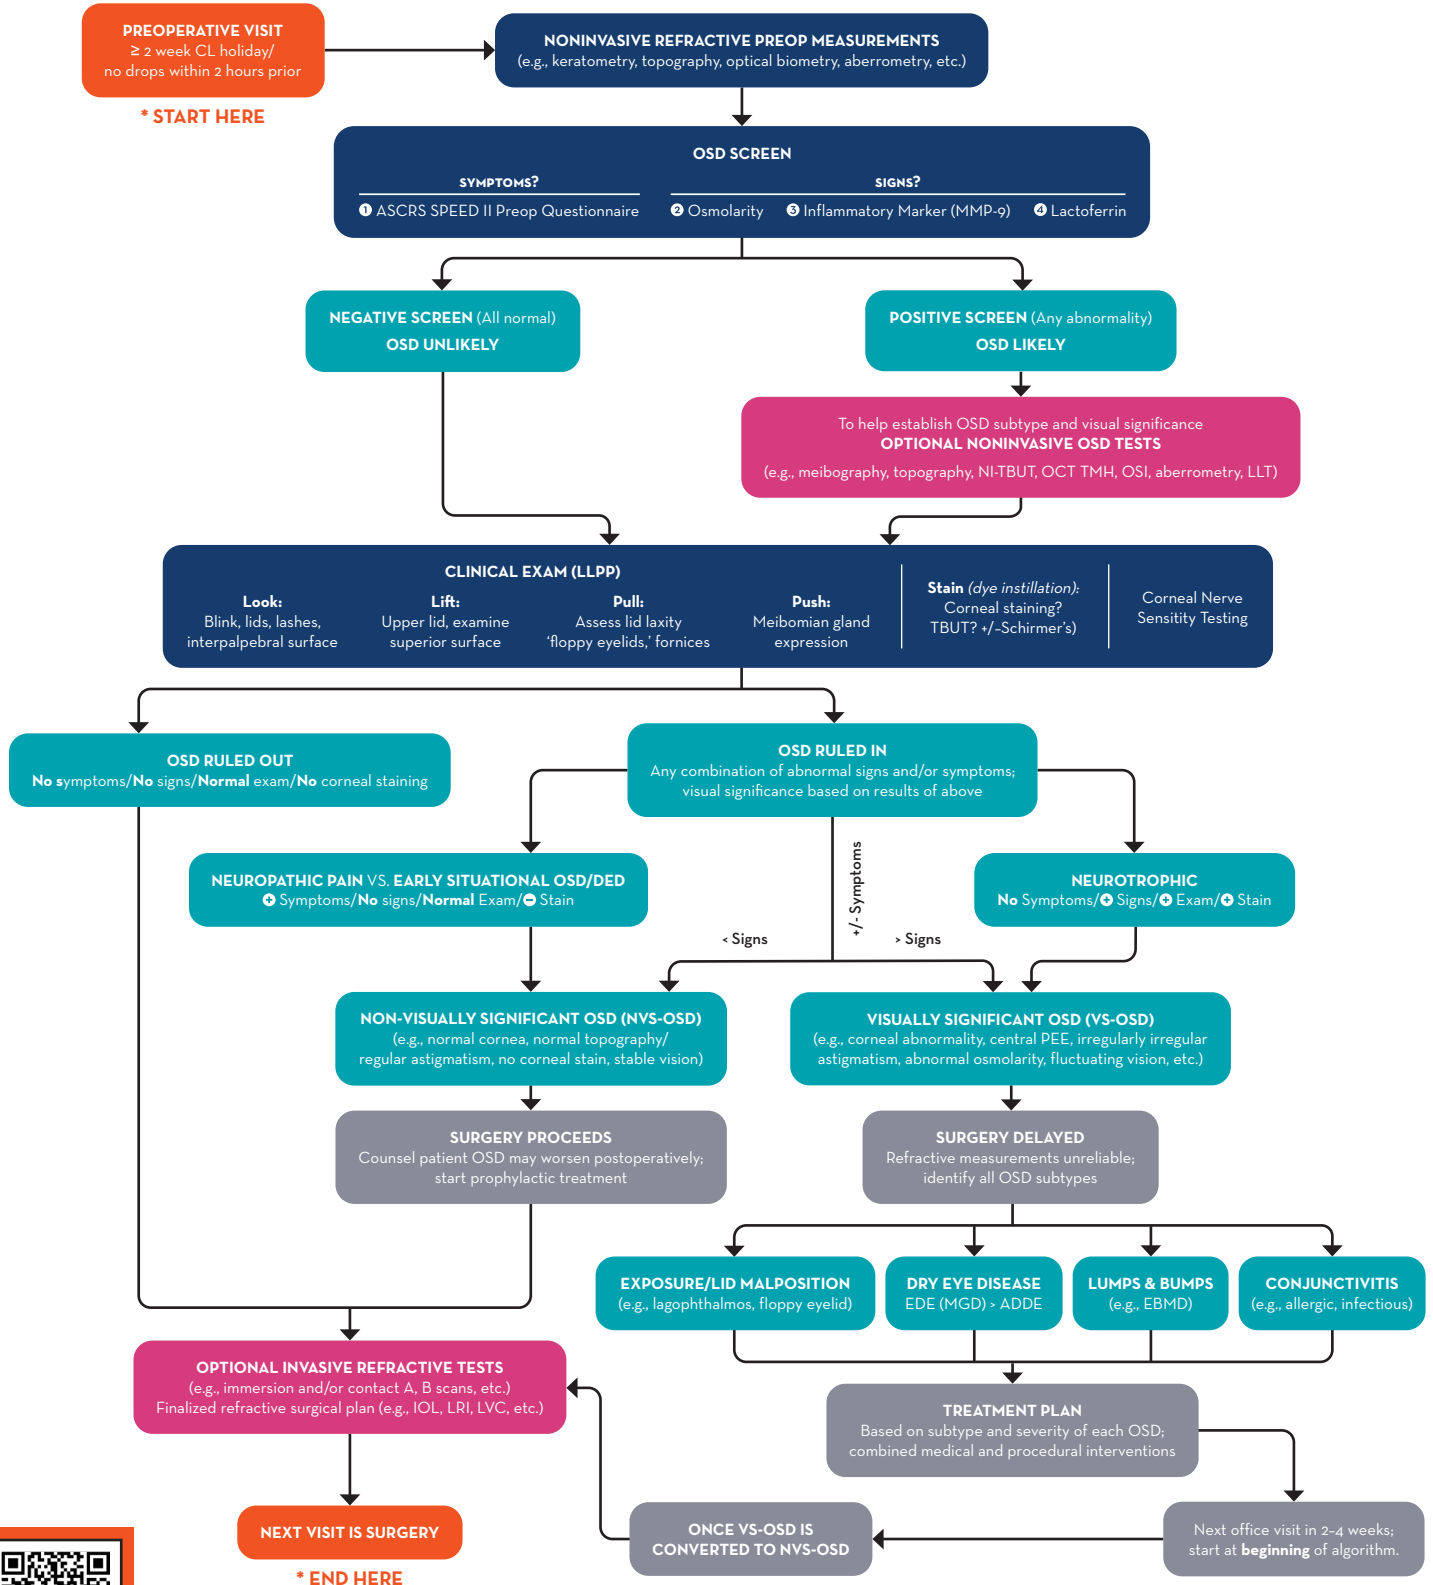 PREOPERATIVE VISIT
≥ 2 week CL holiday/
no drops within 2 hours prior
* START HERE
NONINVASIVE REFRACTIVE PREOP MEASUREMENTS
(e.g., keratometry, topography, optical biometry, aberrometry, etc.)
OSD SCREEN
SYMPTOMS?
❶ ASCRS SPEED II Preop Questionnaire
SIGNS?
❷ Osmolarity ❸ Inflammatory Marker (MMP-9) ❹ Lactoferrin
NEGATIVE SCREEN (All normal)
OSD UNLIKELY
POSITIVE SCREEN (Any abnormality)
OSD LIKELY
To help establish OSD subtype and visual significance
OPTIONAL NONINVASIVE OSD TESTS
(e.g., meibography, topography, NI-TBUT, OCT TMH, OSI, aberrometry, LLT)
CLINICAL EXAM (LLPP)
Look:
Blink, lids, lashes,
interpalpebral surface
Lift:
Upper lid, examine
superior surface
Pull:
Assess lid laxity
‘floppy eyelids,’ fornices
Push:
Meibomian gland
expression
Stain (dye instillation):
Corneal staining?
TBUT? +/-Schirmer's)
Corneal Nerve
Sensitity Testing
OSD RULED OUT
No symptoms/No signs/Normal exam/No corneal staining
OSD RULED IN
Any combination of abnormal signs and/or symptoms;
visual significance based on results of above
NEUROPATHIC PAIN VS. EARLY SITUATIONAL OSD/DED
⊕ Symptoms/No signs/Normal Exam/⊖ Stain
+/- Symptoms
< Signs
> Signs
NEUROTROPHIC
No Symptoms/⊕ Signs/⊕ Exam/⊕ Stain
NON-VISUALLY SIGNIFICANT OSD (NVS-OSD)
(e.g., normal cornea, normal topography/
regular astigmatism, no corneal stain, stable vision)
VISUALLY SIGNIFICANT OSD (VS-OSD)
(e.g., corneal abnormality, central PEE, irregularly irregular
astigmatism, abnormal osmolarity, fluctuating vision, etc.)
SURGERY PROCEEDS
Counsel patient OSD may worsen postoperatively;
start prophylactic treatment
SURGERY DELAYED
Refractive measurements unreliable;
identify all OSD subtypes
EXPOSURE/LID MALPOSITION
(e.g., lagophthalmos, floppy eyelid)
DRY EYE DISEASE
EDE (MGD) > ADDE
LUMPS & BUMPS
(e.g., EBMD)
CONJUNCTIVITIS
(e.g., allergic, infectious)
OPTIONAL INVASIVE REFRACTIVE TESTS
(e.g., immersion and/or contact A, B scans, etc.)
Finalized refractive surgical plan (e.g., IOL, LRI, LVC, etc.)
TREATMENT PLAN
Based on subtype and severity of each OSD;
combined medical and procedural interventions
Next office visit in 2–4 weeks;
start at beginning of algorithm.
ONCE VS-OSD IS
CONVERTED TO NVS-OSD
NEXT VISIT IS SURGERY
* END HERE